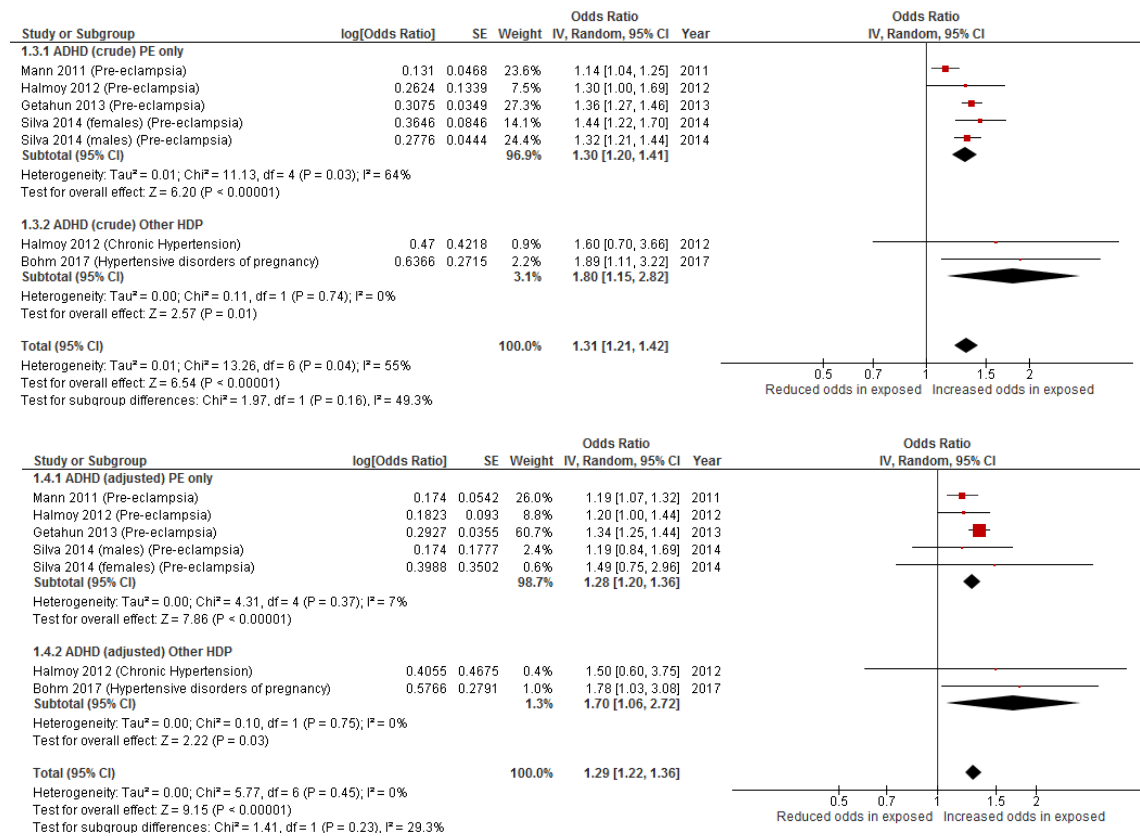 Odds Ratio Odds Ratio
Study or Subgroup log[Odds Ratio] SE Weight IV, Random, 95% CI Year IV, Random, 95% CI
1.3.1 ADHD (crude) PE only
Mann 2011 (Pre-eclampsia) 0.131 0.0468 23.6% 1.14 [1.04, 1.25] 2011
Halmoy 2012 (Pre-eclampsia) 0.2624 0.1339 7.5% 1.30 [1.00, 1.69] 2012
Getahun 2013 (Pre-eclampsia) 0.3075 0.0349 27.3% 1.36 [1.27, 1.46] 2013
Silva 2014 (females) (Pre-eclampsia) 0.3646 0.0846 14.1% 1.44 [1.22, 1.70] 2014
Silva 2014 (males) (Pre-eclampsia) 0.2776 0.0444 24.4% 1.32 [1.21, 1.44] 2014
Subtotal (95% CI) 96.9% 1.30 [1.20, 1.41]
Heterogeneity: Tau² = 0.01; Chi² = 11.13, df = 4 (P = 0.03); I² = 64%
Test for overall effect: Z = 6.20 (P < 0.00001)
1.3.2 ADHD (crude) Other HDP
Halmoy 2012 (Chronic Hypertension) 0.47 0.4218 0.9% 1.60 [0.70, 3.66] 2012
Bohm 2017 (Hypertensive disorders of pregnancy) 0.6366 0.2715 2.2% 1.89 [1.11, 3.22] 2017
Subtotal (95% CI) 3.1% 1.80 [1.15, 2.82]
Heterogeneity: Tau² = 0.00; Chi² = 0.11, df = 1 (P = 0.74); I² = 0%
Test for overall effect: Z = 2.57 (P = 0.01)
Total (95% CI) 100.0% 1.31 [1.21, 1.42]
Heterogeneity: Tau² = 0.01; Chi² = 13.26, df = 6 (P = 0.04); I² = 55%
Test for overall effect: Z = 6.54 (P < 0.00001)
Test for subgroup differences: Chi² = 1.97, df = 1 (P = 0.16), I² = 49.3%
0.5 0.7 1 1.5 2
Reduced odds in exposed Increased odds in exposed
Odds Ratio Odds Ratio
Study or Subgroup log[Odds Ratio] SE Weight IV, Random, 95% CI Year IV, Random, 95% CI
1.4.1 ADHD (adjusted) PE only
Mann 2011 (Pre-eclampsia) 0.174 0.0542 26.0% 1.19 [1.07, 1.32] 2011
Halmoy 2012 (Pre-eclampsia) 0.1823 0.093 8.8% 1.20 [1.00, 1.44] 2012
Getahun 2013 (Pre-eclampsia) 0.2927 0.0355 60.7% 1.34 [1.25, 1.44] 2013
Silva 2014 (males) (Pre-eclampsia) 0.174 0.1777 2.4% 1.19 [0.84, 1.69] 2014
Silva 2014 (females) (Pre-eclampsia) 0.3988 0.3502 0.6% 1.49 [0.75, 2.96] 2014
Subtotal (95% CI) 98.7% 1.28 [1.20, 1.36]
Heterogeneity: Tau² = 0.00; Chi² = 4.31, df = 4 (P = 0.37); I² = 7%
Test for overall effect: Z = 7.86 (P < 0.00001)
1.4.2 ADHD (adjusted) Other HDP
Halmoy 2012 (Chronic Hypertension) 0.4055 0.4675 0.4% 1.50 [0.60, 3.75] 2012
Bohm 2017 (Hypertensive disorders of pregnancy) 0.5766 0.2791 1.0% 1.78 [1.03, 3.08] 2017
Subtotal (95% CI) 1.3% 1.70 [1.06, 2.72]
Heterogeneity: Tau² = 0.00; Chi² = 0.10, df = 1 (P = 0.75); I² = 0%
Test for overall effect: Z = 2.22 (P = 0.03)
Total (95% CI) 100.0% 1.29 [1.22, 1.36]
Heterogeneity: Tau² = 0.00; Chi² = 5.77, df = 6 (P = 0.45); I² = 0%
Test for overall effect: Z = 9.15 (P < 0.00001)
Test for subgroup differences: Chi² = 1.41, df = 1 (P = 0.23), I² = 29.3%
0.5 0.7 1 1.5 2
Reduced odds in exposed Increased odds in exposed